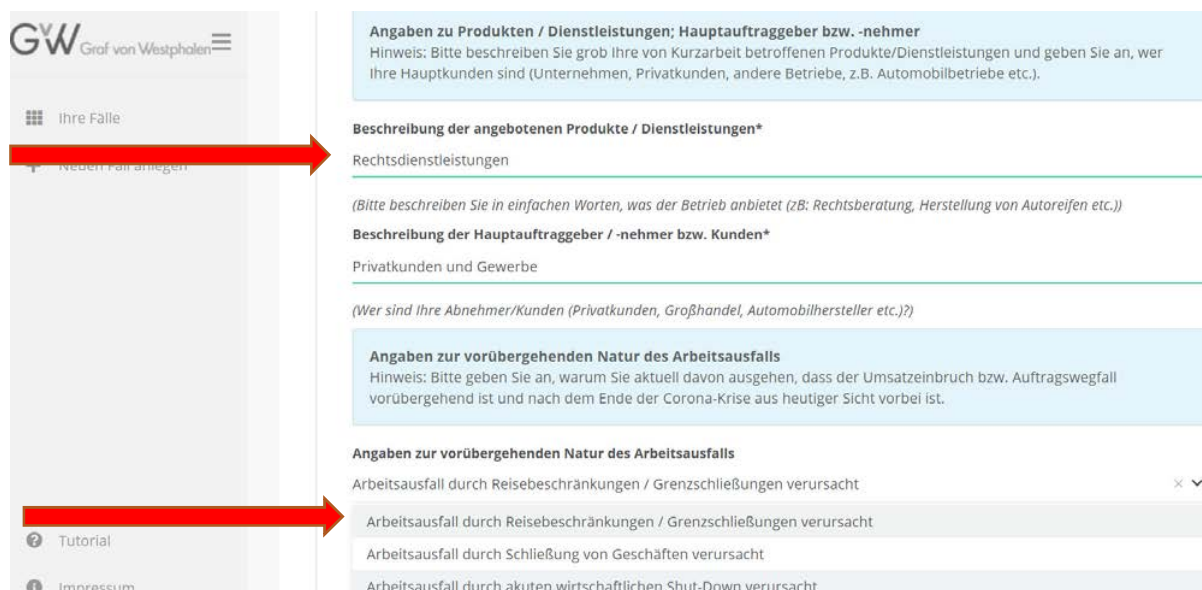 GvW Graf von Westphalen
Ihre Fälle
Neuen Fall anlegen
Tutorial
Impressum
Angaben zu Produkten / Dienstleistungen; Hauptauftraggeber bzw. -nehmer
Hinweis: Bitte beschreiben Sie grob Ihre von Kurzarbeit betroffenen Produkte/Dienstleistungen und geben Sie an, wer
Ihre Hauptkunden sind (Unternehmen, Privatkunden, andere Betriebe, z.B. Automobilbetriebe etc.).
Beschreibung der angebotenen Produkte / Dienstleistungen*
Rechtsdienstleistungen
(Bitte beschreiben Sie in einfachen Worten, was der Betrieb anbietet (zB: Rechtsberatung, Herstellung von Autoreifen etc.))
Beschreibung der Hauptauftraggeber / -nehmer bzw. Kunden*
Privatkunden und Gewerbe
(Wer sind Ihre Abnehmer/Kunden (Privatkunden, Großhandel, Automobilhersteller etc.)?)
Angaben zur vorübergehenden Natur des Arbeitsausfalls
Hinweis: Bitte geben Sie an, warum Sie aktuell davon ausgehen, dass der Umsatzeinbruch bzw. Auftragswegfall
vorübergehend ist und nach dem Ende der Corona-Krise aus heutiger Sicht vorbei ist.
Angaben zur vorübergehenden Natur des Arbeitsausfalls
Arbeitsausfall durch Reisebeschränkungen / Grenzschließungen verursacht
Arbeitsausfall durch Reisebeschränkungen / Grenzschließungen verursacht
Arbeitsausfall durch Schließung von Geschäften verursacht
Arbeitsausfall durch akuten wirtschaftlichen Shut-Down verursacht